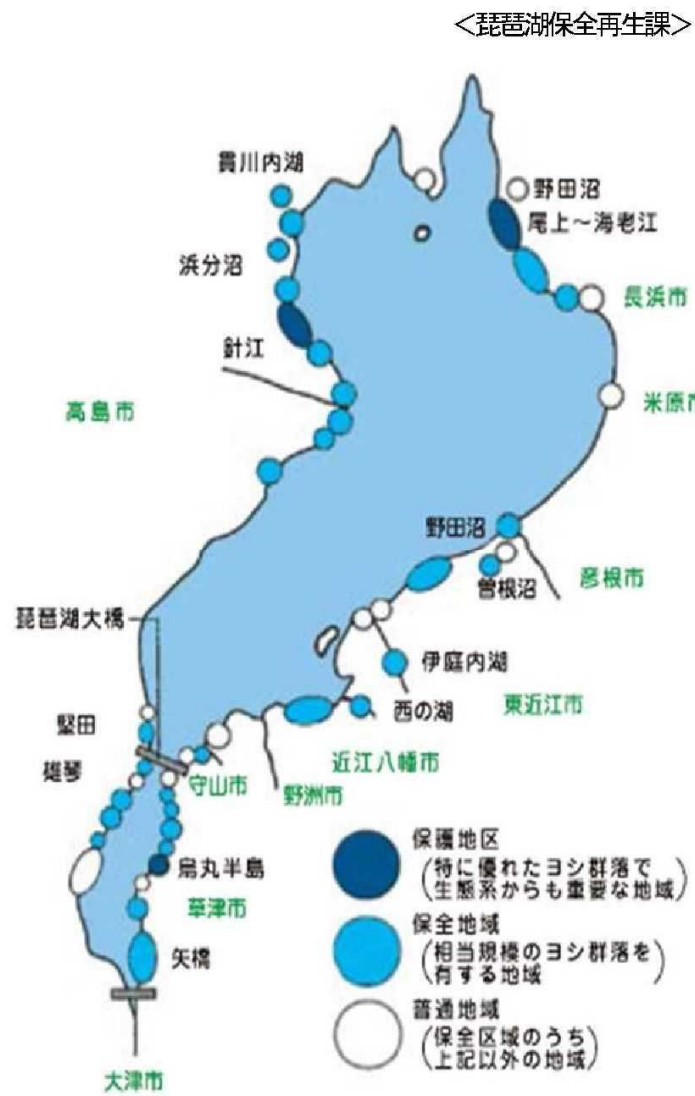 ＜琵琶湖保全再生課＞
貫川内湖
野田沼
尾上～海老江
浜分沼
長浜市
針江
米原市
高島市
野田沼
曽根沼
彦根市
琵琶湖大橋
伊庭内湖
西の湖
東近江市
堅田
近江八幡市
雄琴
守山市
野洲市
烏丸半島
草津市
矢橋
大津市
保護地区
(特に優れたヨシ群落で
生態系からも重要な地域)
保全地域
(相当規模のヨシ群落を
有する地域)
普通地域
(保全区域のうち
上記以外の地域)